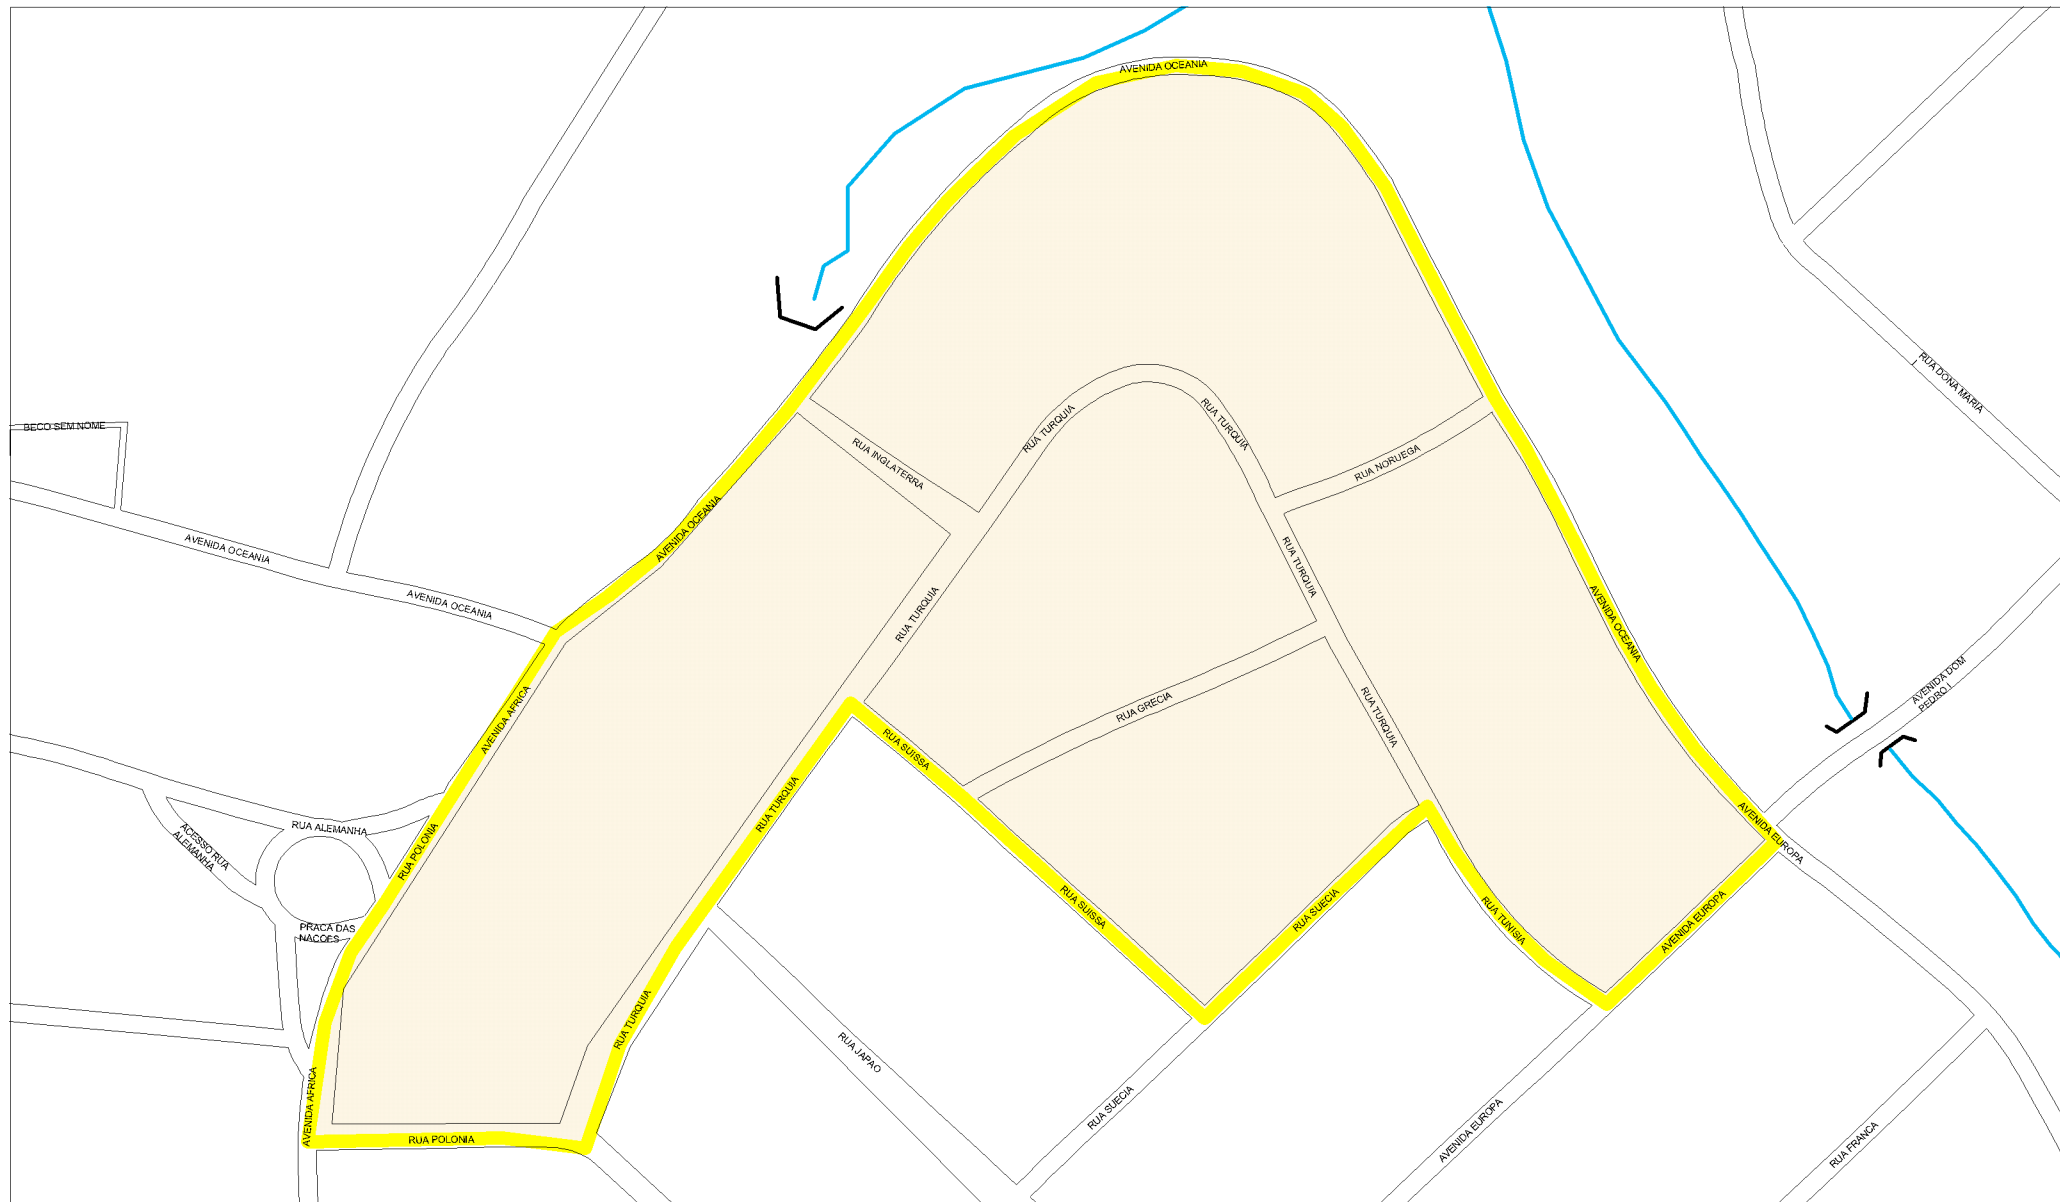 AVENIDA OCEANIA
RUA DONA MARIA
I
RUA TURQUIA
RUA TURQUIA
BECO SEM NOME
RUA INGLATERRA
RUA NORUEGA
AVENIDA OCEANIA
AVENIDA OCEANIA
RUA TURQUIA
AVENIDA OCEANIA
RUA TURQUIA
AVENIDA OCEANIA
AVENIDA DOM
PEDRO I
AVENIDA AFRICA
RUA GRECIA
RUA TURQUIA
RUA SUISSA
RUA TURQUIA
RUA ALEMANHA
AVENIDA EUROPA
ACESSO RUA
ALEMANHA
RUA POLONIA
RUA SUISSA
RUA SUECIA
RUA TUNISIA
AVENIDA EUROPA
PRACA DAS
NACOES
RUA TURQUIA
RUA JAPAO
AVENIDA AFRICA
RUA SUECIA
RUA POLONIA
AVENIDA EUROPA
RUA FRANCA